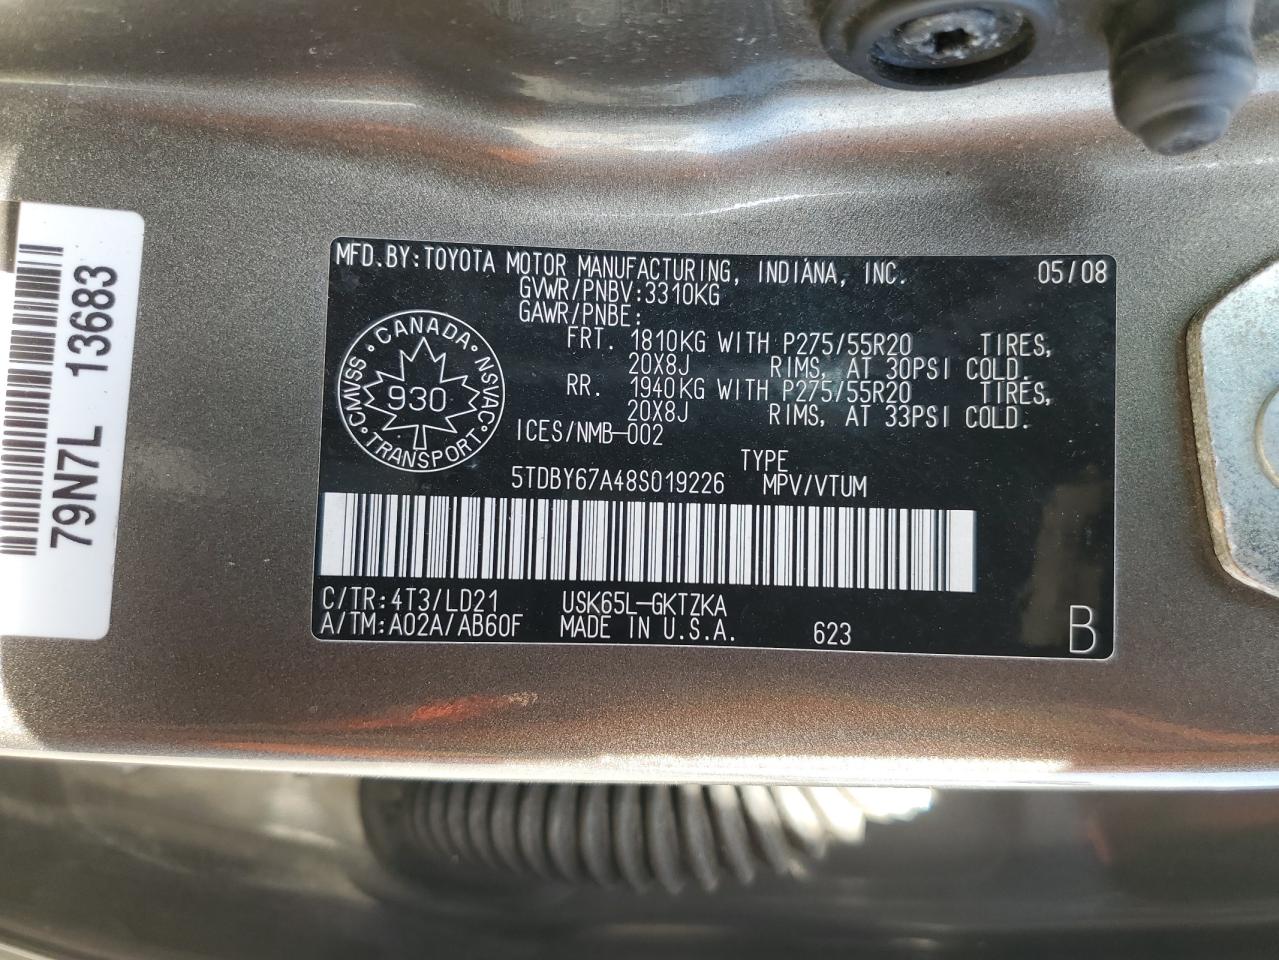 MFD.BY:TOYOTA MOTOR MANUFACTURING, INDIANA, INC. 05/08
GVWR/PNBV:3310KG
GAWR/PNBE:
FRT. 1810KG WITH P275/55R20 TIRES,
20X8J RIMS, AT 30PSI COLD.
RR. 1940KG WITH P275/55R20 TIRES,
20X8J RIMS, AT 33PSI COLD.
ICES/NMB-002
CANADA
CMVSS · NSVAC
930
TRANSPORT
TYPE
5TDBY67A48S019226 MPV/VTUM
C/TR:4T3/LD21 USK65L-GKTZKA
A/TM:A02A/AB60F MADE IN U.S.A. 623 B
79N7L 13683